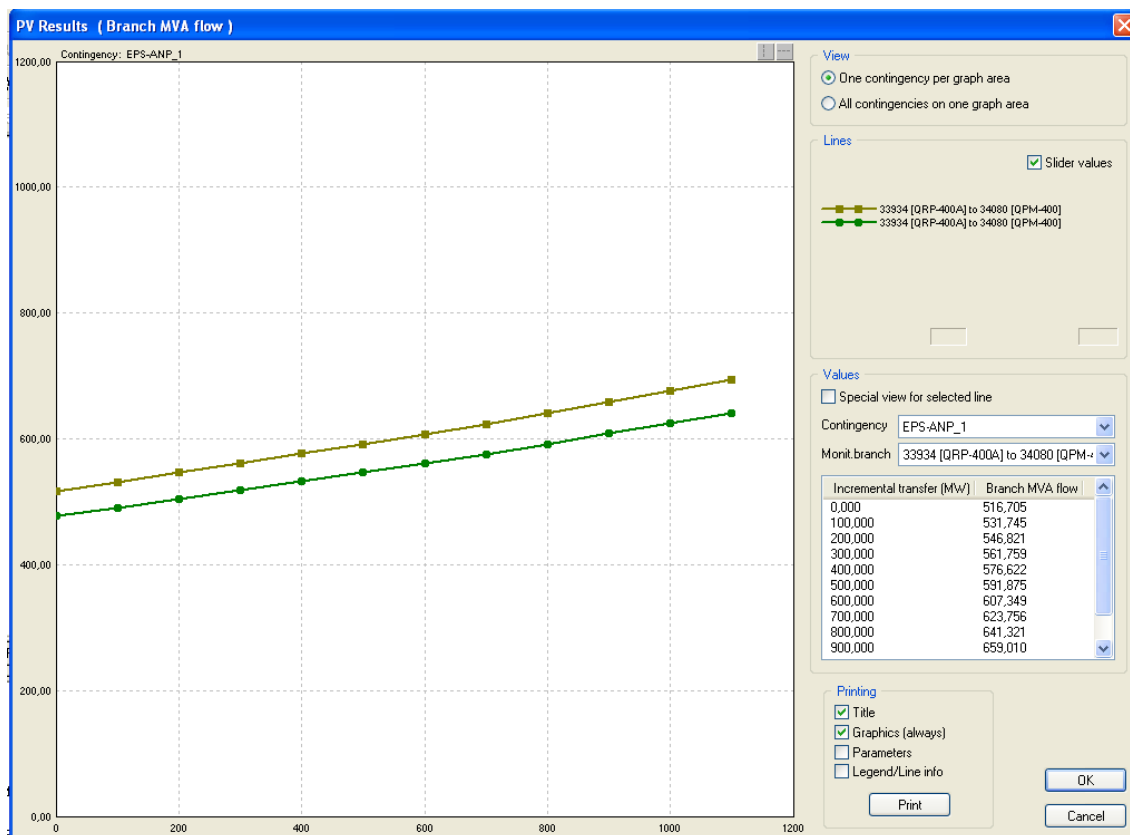 PV Results ( Branch MVA flow )
Contingency: EPS-ANP_1
1200,00
1000,00
800,00
600,00
400,00
200,00
0,00
0 200 400 600 800 1000 1200
View
One contingency per graph area
All contingencies on one graph area
Lines
Slider values
33934 [QRP-400A] to 34080 [QPM-400]
33934 [QRP-400A] to 34080 [QPM-400]
Values
Special view for selected line
Contingency EPS-ANP_1
Monit.branch 33934 [QRP-400A] to 34080 [QPM-
Incremental transfer (MW) Branch MVA flow
0,000 516,705
100,000 531,745
200,000 546,821
300,000 561,759
400,000 576,622
500,000 591,875
600,000 607,349
700,000 623,756
800,000 641,321
900,000 659,010
Printing
Title
Graphics (always)
Parameters
Legend/Line info
Print
OK
Cancel